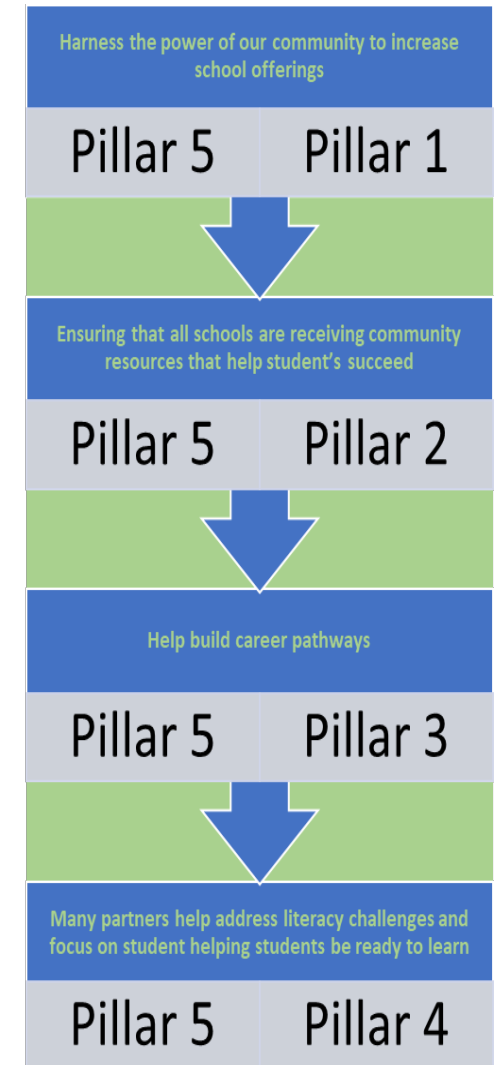 Harness the power of our community to increase
school offerings
Pillar 5 Pillar 1
Ensuring that all schools are receiving community
resources that help student's succeed
Pillar 5 Pillar 2
Help build career pathways
Pillar 5 Pillar 3
Many partners help address literacy challenges and
focus on student helping students be ready to learn
Pillar 5 Pillar 4